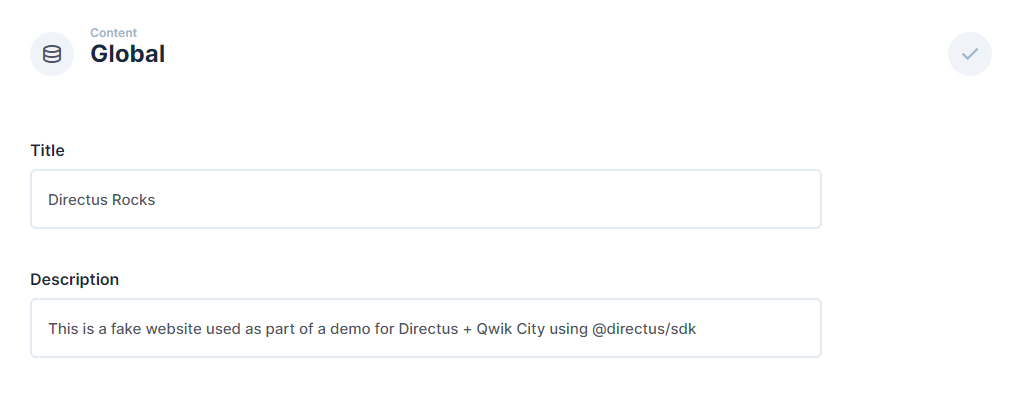 Content
Global
Title
Directus Rocks
Description
This is a fake website used as part of a demo for Directus + Qwik City using @directus/sdk